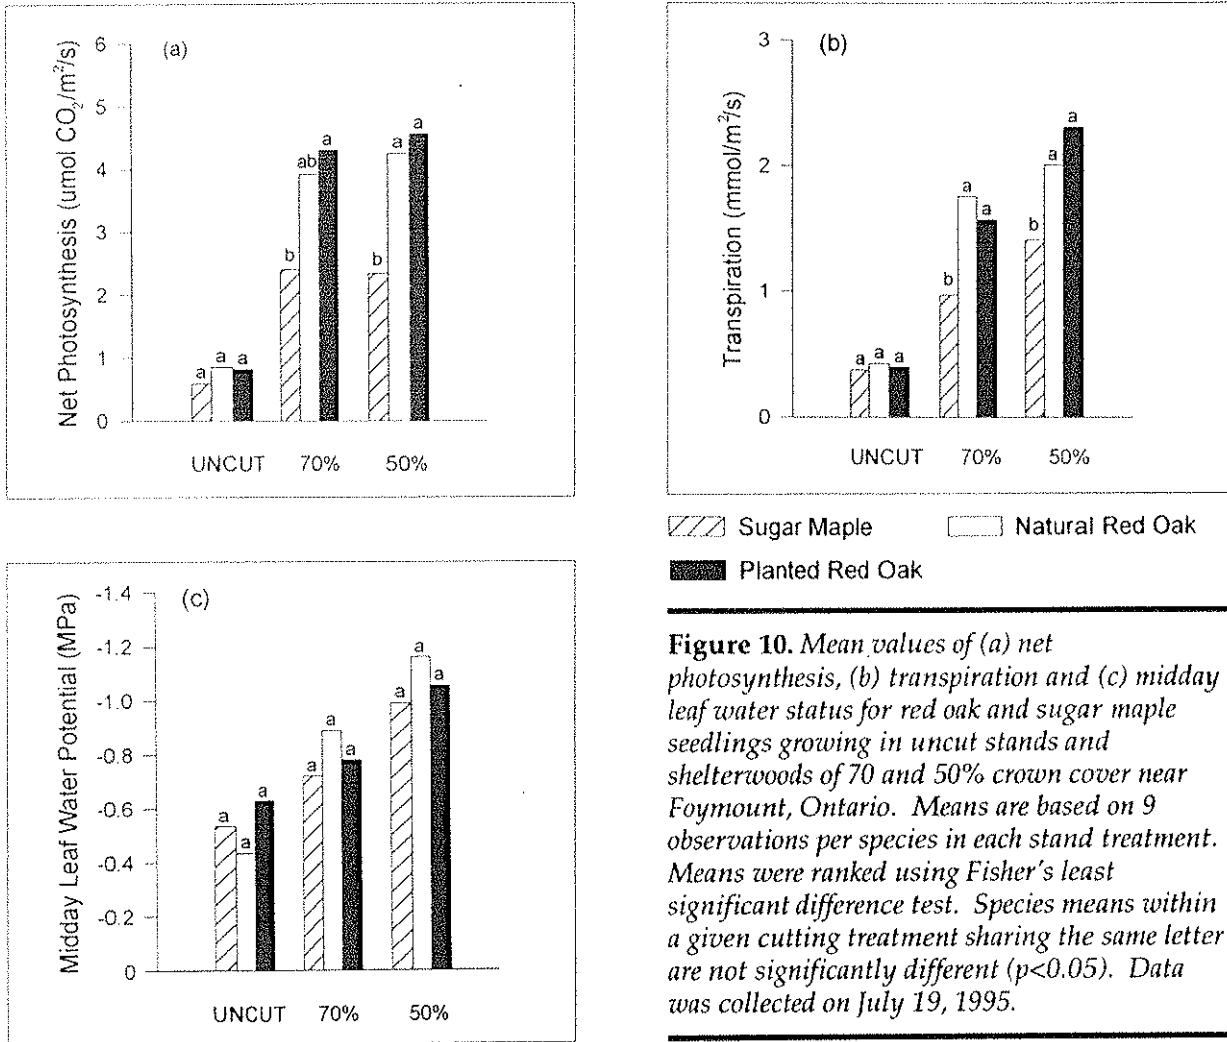 (a)
Net Photosynthesis (umol CO₂/m²/s)
6
5
4
3
2
1
0
a
a
a
b
ab
a
b
a
a
UNCUT 70% 50%
(b)
Transpiration (mmol/m²/s)
3
2
1
0
a
a
a
b
a
a
b
a
a
UNCUT 70% 50%
Sugar Maple Natural Red Oak
Planted Red Oak
(c)
Midday Leaf Water Potential (MPa)
-1.4
-1.2
-1.0
-0.8
-0.6
-0.4
-0.2
0
a
a
a
a
a
a
a
a
a
UNCUT 70% 50%
Figure 10. Mean values of (a) net
photosynthesis, (b) transpiration and (c) midday
leaf water status for red oak and sugar maple
seedlings growing in uncut stands and
shelterwoods of 70 and 50% crown cover near
Foymount, Ontario. Means are based on 9
observations per species in each stand treatment.
Means were ranked using Fisher's least
significant difference test. Species means within
a given cutting treatment sharing the same letter
are not significantly different (p<0.05). Data
was collected on July 19, 1995.